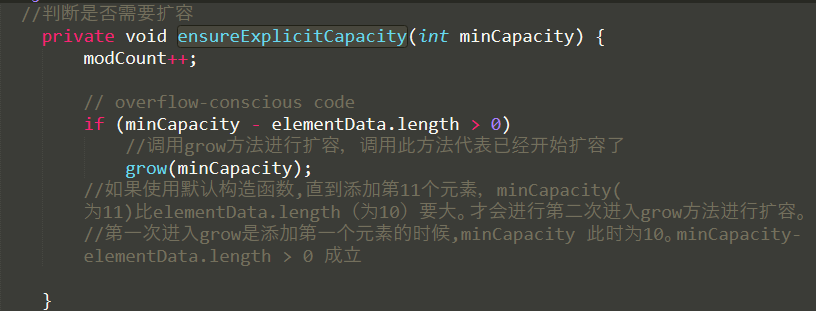 //判断是否需要扩容
private void ensureExplicitCapacity(int minCapacity) {
modCount++;
// overflow-conscious code
if (minCapacity - elementData.length > 0)
//调用grow方法进行扩容，调用此方法代表已经开始扩容了
grow(minCapacity);
//如果使用默认构造函数,直到添加第11个元素，minCapacity(
为11)比elementData.length（为10）要大。才会进行第二次进入grow方法进行扩容。
//第一次进入grow是添加第一个元素的时候,minCapacity 此时为10。minCapacity-
elementData.length > 0 成立
}